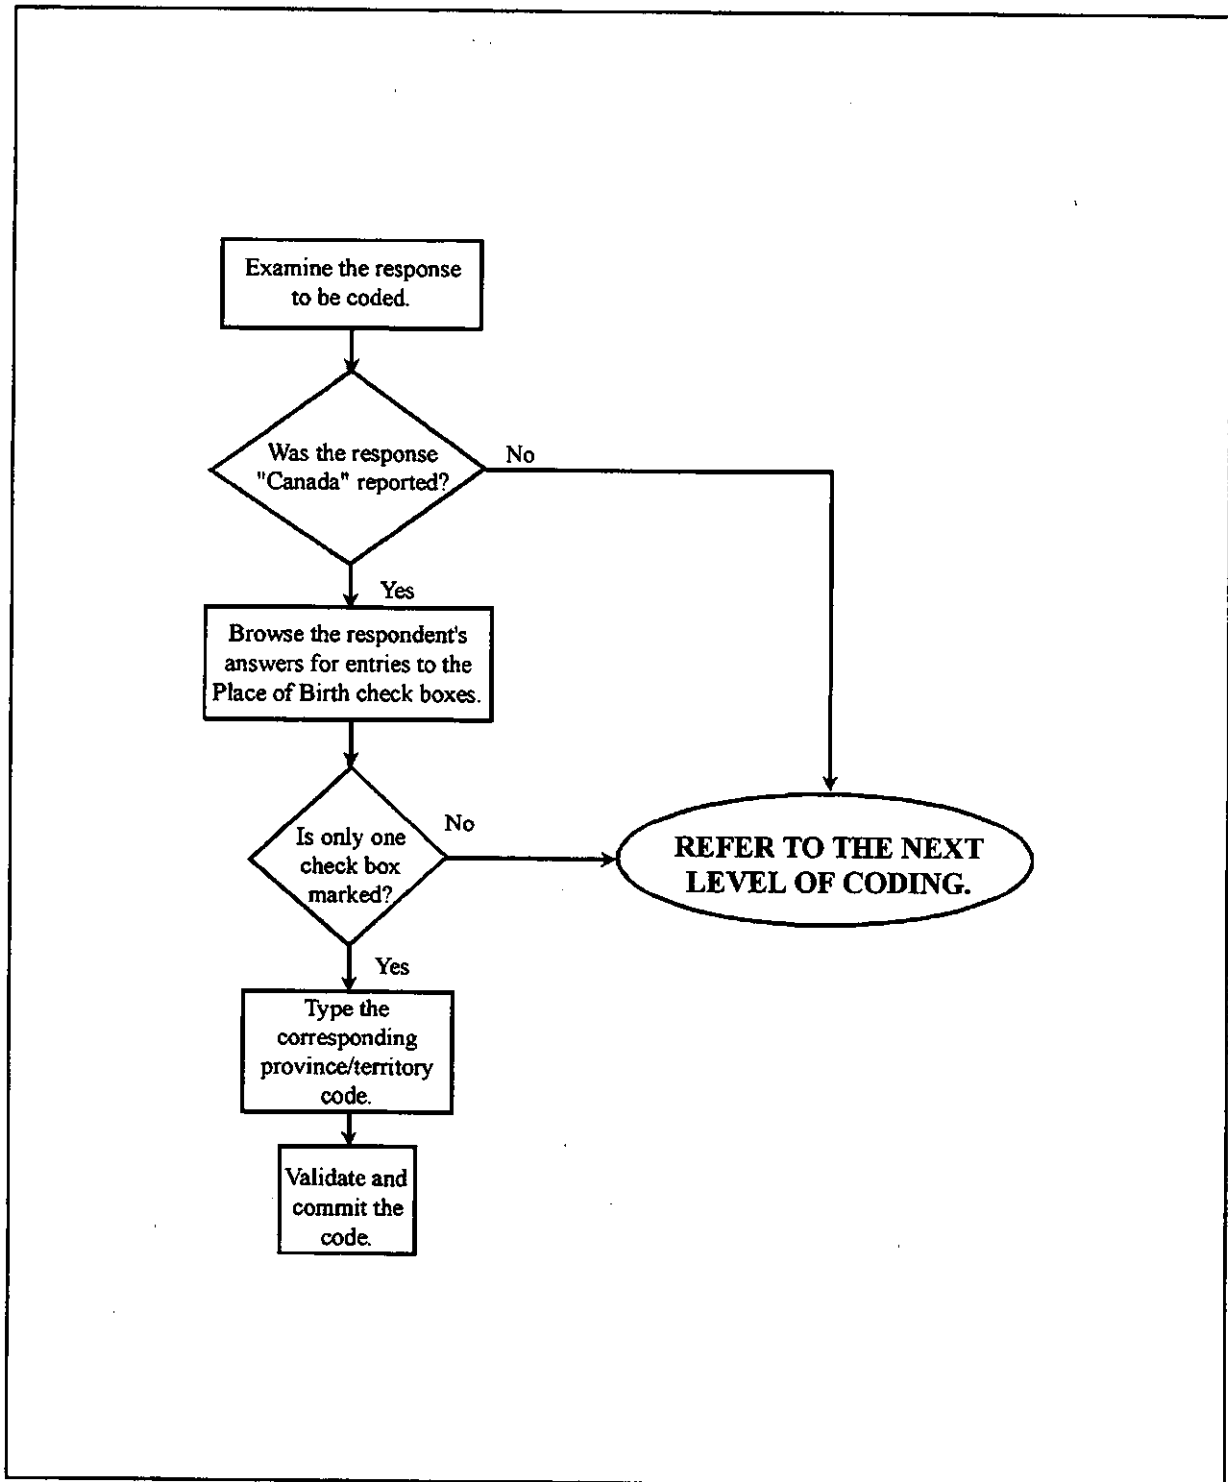 Examine the response
to be coded.
Was the response
"Canada" reported?
No
Yes
Browse the respondent's
answers for entries to the
Place of Birth check boxes.
Is only one
check box
marked?
No
REFER TO THE NEXT
LEVEL OF CODING.
Yes
Type the
corresponding
province/territory
code.
Validate and
commit the
code.